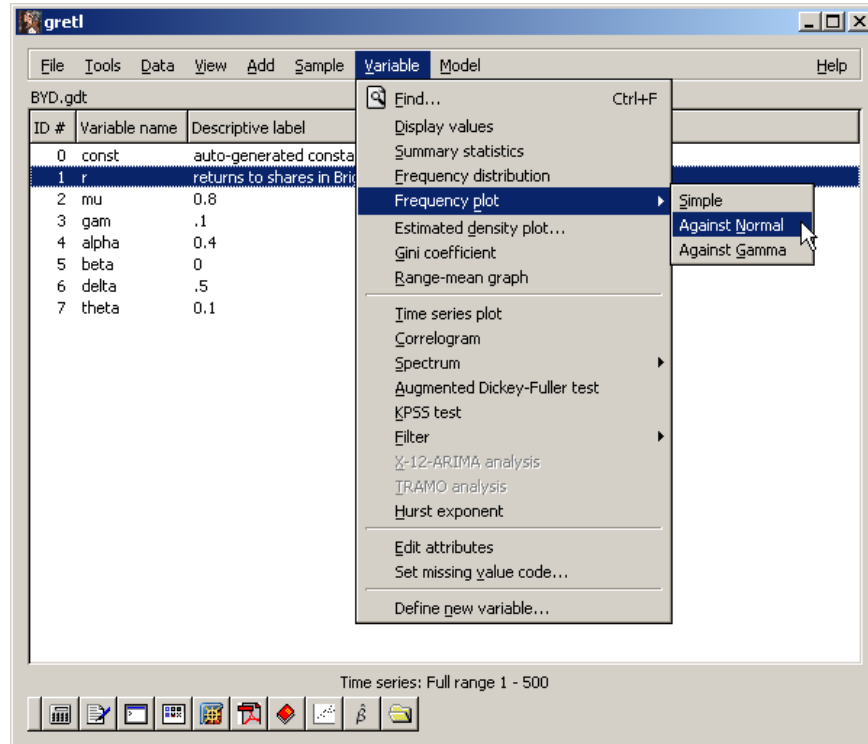 gretl
File Tools Data View Add Sample Variable Model Help
BYD.gdt
ID # Variable name Descriptive label
0 const auto-generated consta
1 r returns to shares in Brig
2 mu 0.8
3 gam .1
4 alpha 0.4
5 beta 0
6 delta .5
7 theta 0.1
Find... Ctrl+F
Display values
Summary statistics
Frequency distribution
Frequency plot
Estimated density plot...
Gini coefficient
Range-mean graph
Time series plot
Correlogram
Spectrum
Augmented Dickey-Fuller test
KPSS test
Filter
X-12-ARIMA analysis
TRAMO analysis
Hurst exponent
Edit attributes
Set missing value code...
Define new variable...
Simple
Against Normal
Against Gamma
Time series: Full range 1 - 500
β̂